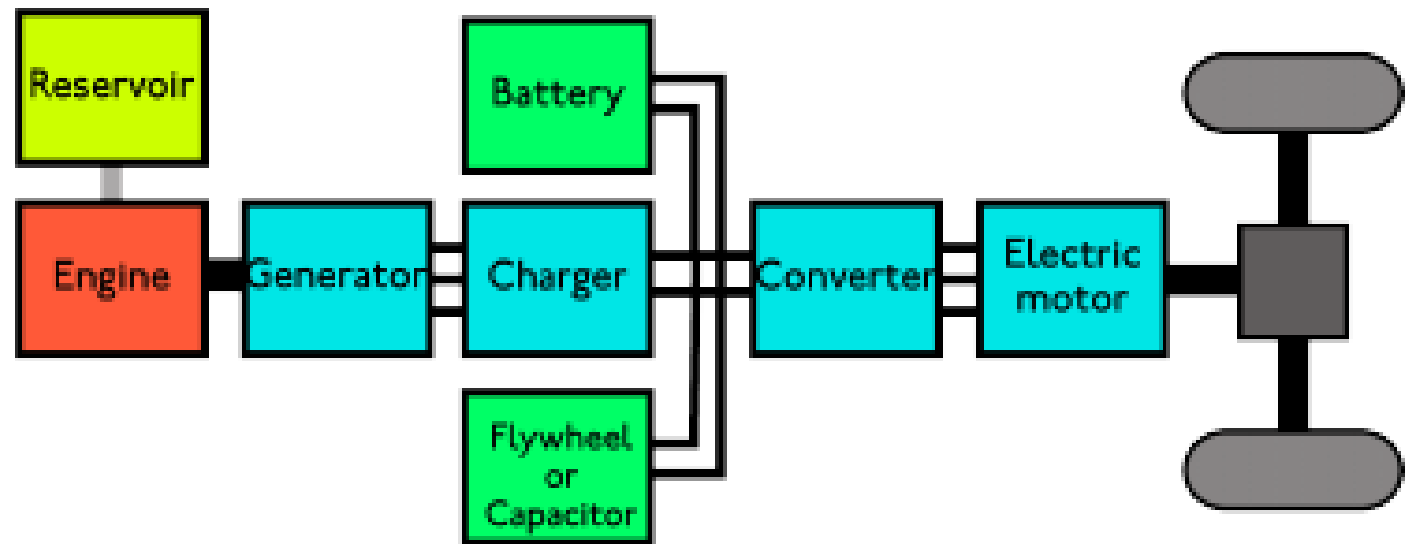 Reservoir
Battery
Engine
Generator
Charger
Converter
Electric
motor
Flywheel
or
Capacitor